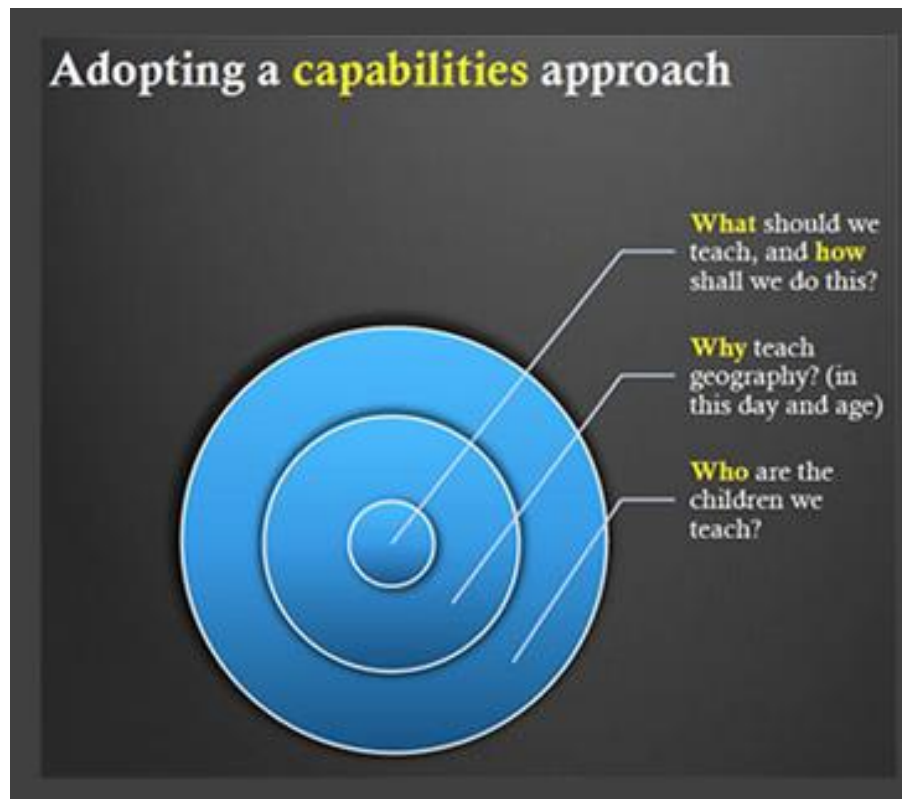 Adopting a capabilities approach
What should we
teach, and how
shall we do this?
Why teach
geography? (in
this day and age)
Who are the
children we
teach?